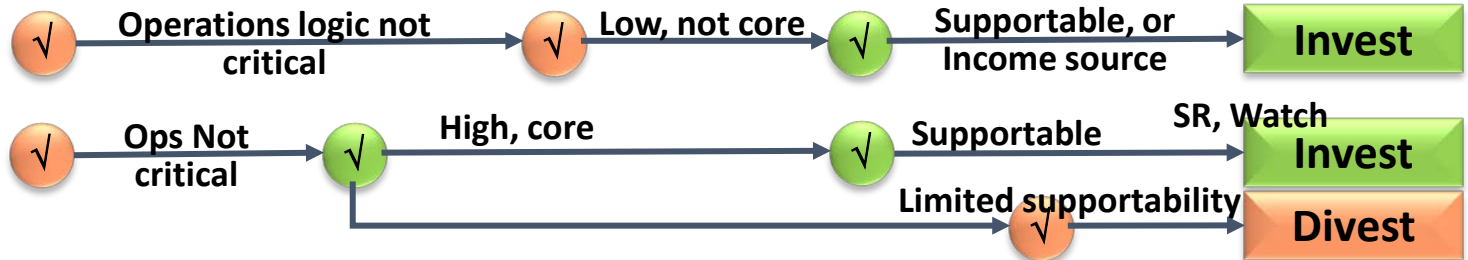 √ Operations logic not critical √ Low, not core √ Supportable, or Income source Invest
√ Ops Not critical √ High, core √ Supportable SR, Watch Invest
Limited supportability √ Divest